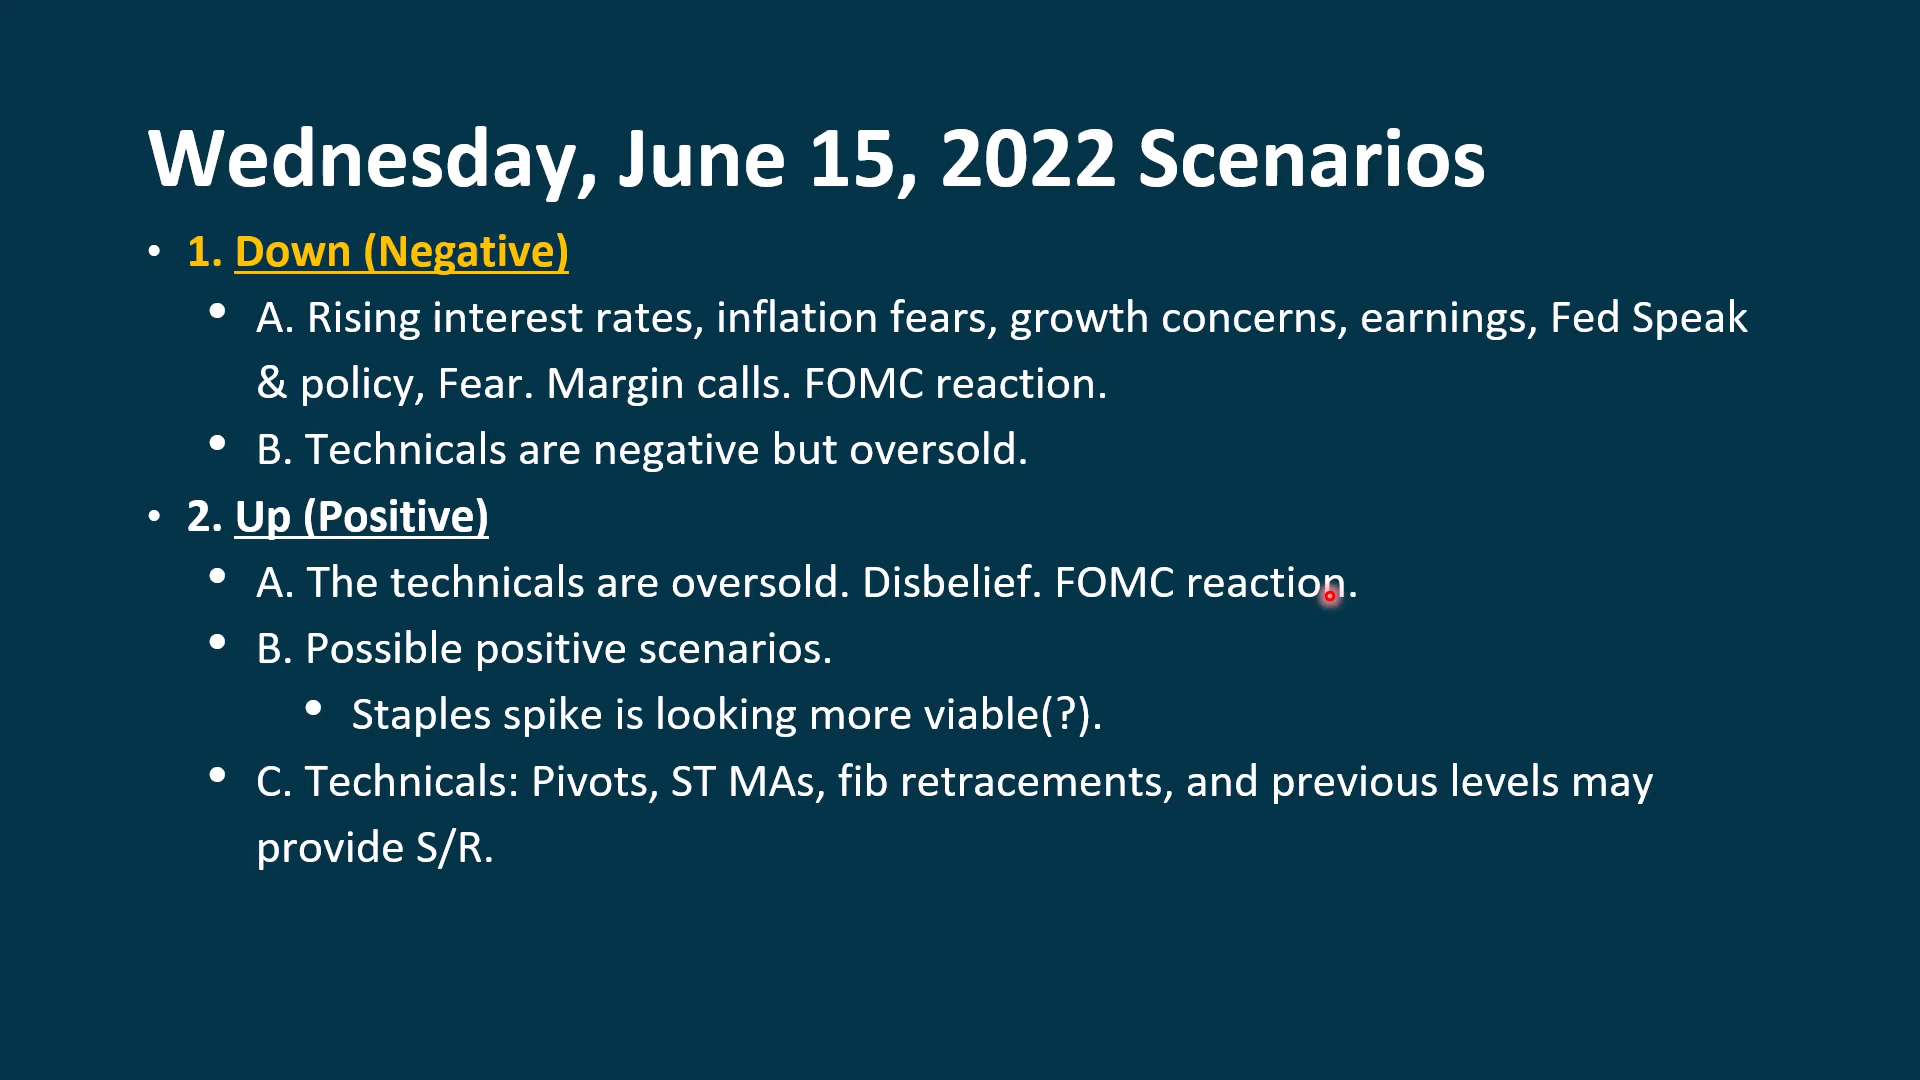 Wednesday, June 15, 2022 Scenarios
• 1. Down (Negative)
• A. Rising interest rates, inflation fears, growth concerns, earnings, Fed Speak
& policy, Fear. Margin calls. FOMC reaction.
• B. Technicals are negative but oversold.
• 2. Up (Positive)
• A. The technicals are oversold. Disbelief. FOMC reaction.
• B. Possible positive scenarios.
• Staples spike is looking more viable(?).
• C. Technicals: Pivots, ST MAs, fib retracements, and previous levels may
provide S/R.